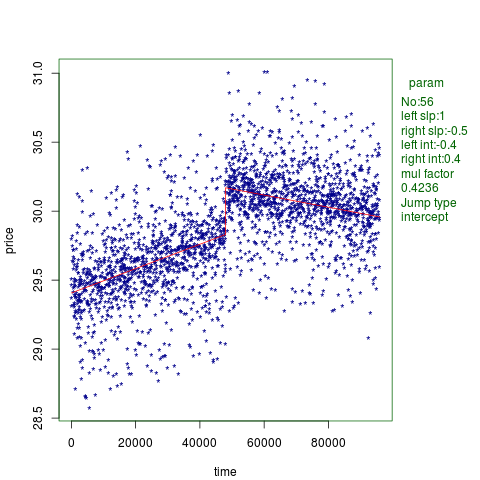 31.0
30.5
30.0
29.5
29.0
28.5
price
0 20000 40000 60000 80000
time
param
No:56
left slp:1
right slp:-0.5
left int:-0.4
right int:0.4
mul factor
0.4236
Jump type
intercept